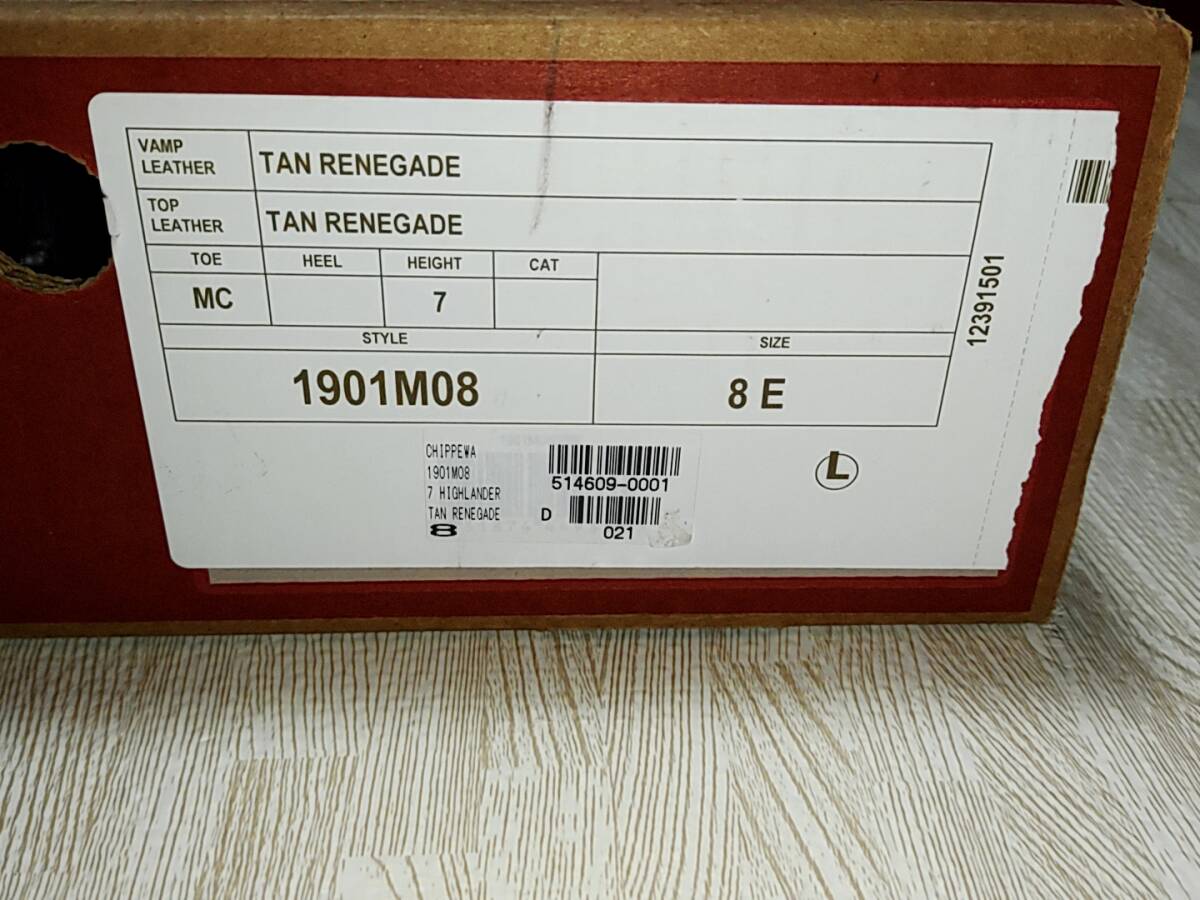 VAMP
LEATHER
TAN RENEGADE
TOP
LEATHER
TAN RENEGADE
TOE HEEL HEIGHT CAT
MC 7
STYLE SIZE
1901M08 8 E
12391501
CHIPPEWA
1901M08
7 HIGHLANDER
TAN RENEGADE
8
514609-0001
D
021
L